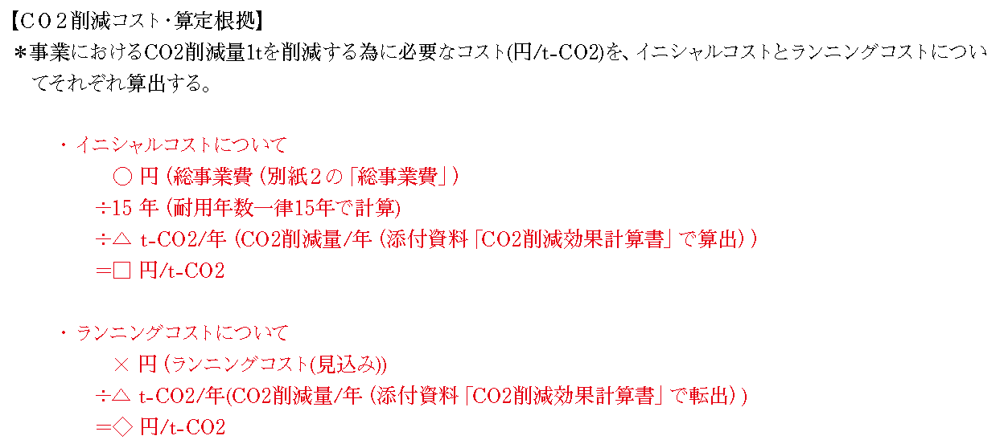 【ＣＯ２削減コスト・算定根拠】
＊事業におけるCO2削減量1tを削減する為に必要なコスト(円/t-CO2)を、イニシャルコストとランニングコストについ
てそれぞれ算出する。
・イニシャルコストについて
○ 円（総事業費（別紙２の「総事業費」）
÷15 年（耐用年数一律15年で計算)
÷△ t-CO2/年（CO2削減量/年（添付資料「CO2削減効果計算書」で算出））
＝□ 円/t-CO2
・ランニングコストについて
× 円（ランニングコスト(見込み))
÷△ t-CO2/年(CO2削減量/年（添付資料「CO2削減効果計算書」で転出）)
＝◇ 円/t-CO2